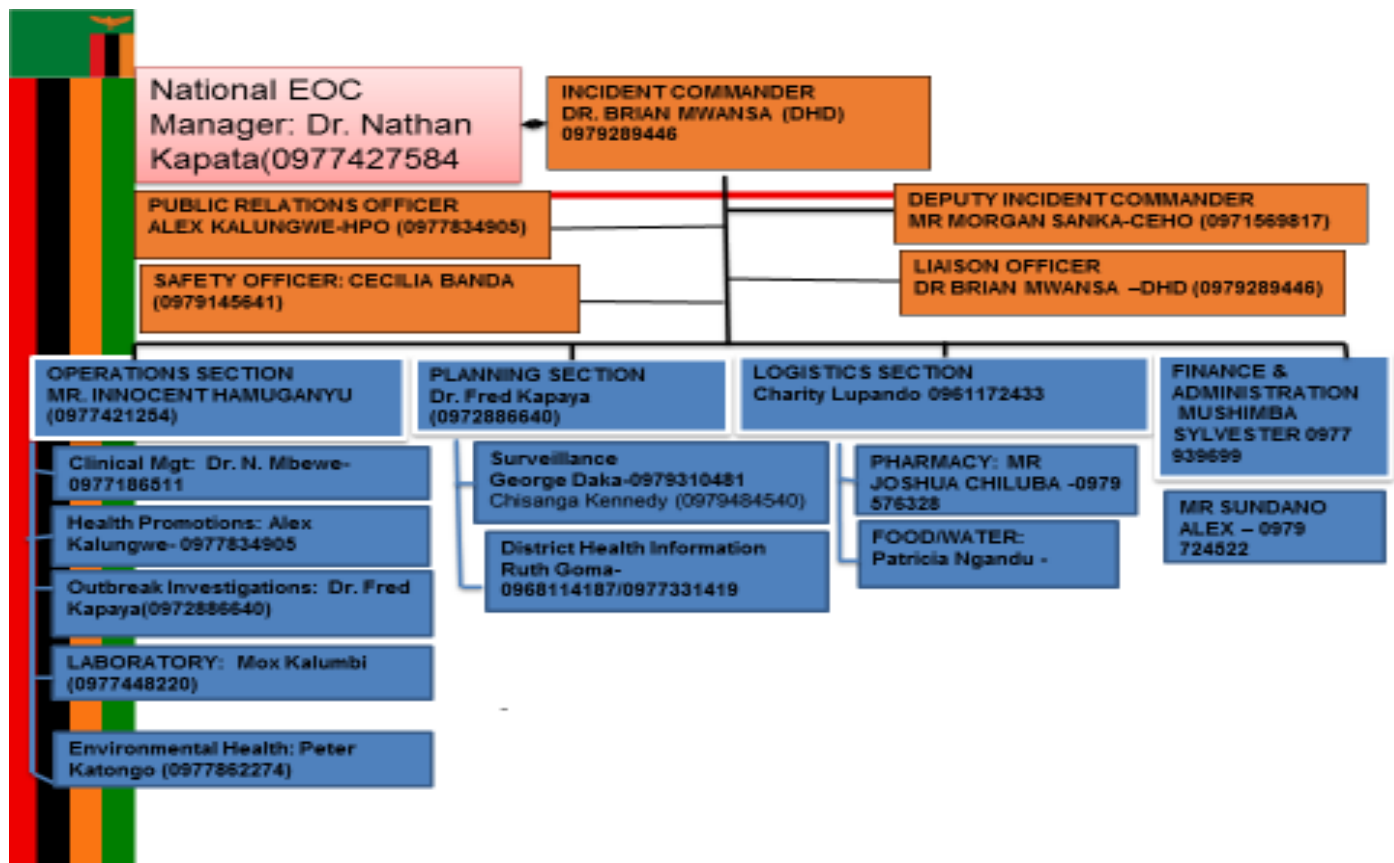 National EOC
Manager: Dr. Nathan
Kapata(0977427584
INCIDENT COMMANDER
DR. BRIAN MWANSA (DHD)
0979289446
PUBLIC RELATIONS OFFICER
ALEX KALUNGWE-HPO (0977834905)
DEPUTY INCIDENT COMMANDER
MR MORGAN SANKA-CEHO (0971569817)
SAFETY OFFICER: CECILIA BANDA
(0979145641)
LIAISON OFFICER
DR BRIAN MWANSA –DHD (0979289446)
OPERATIONS SECTION
MR. INNOCENT HAMUGANYU
(0977421254)
Clinical Mgt: Dr. N. Mbewe-
0977186511
Health Promotions: Alex
Kalungwe- 0977834905
Outbreak Investigations: Dr. Fred
Kapaya(0972886640)
LABORATORY: Mox Kalumbi
(0977448220)
Environmental Health: Peter
Katongo (0977862274)
PLANNING SECTION
Dr. Fred Kapaya
(0972886640)
Surveillance
George Daka-0979310481
Chisanga Kennedy (0979484540)
District Health Information
Ruth Goma-
0968114187/0977331419
LOGISTICS SECTION
Charity Lupando 0961172433
PHARMACY: MR
JOSHUA CHILUBA -0979
576328
FOOD/WATER:
Patricia Ngandu -
FINANCE &
ADMINISTRATION
MUSHIMBA
SYLVESTER 0977
939699
MR SUNDANO
ALEX – 0979
724522